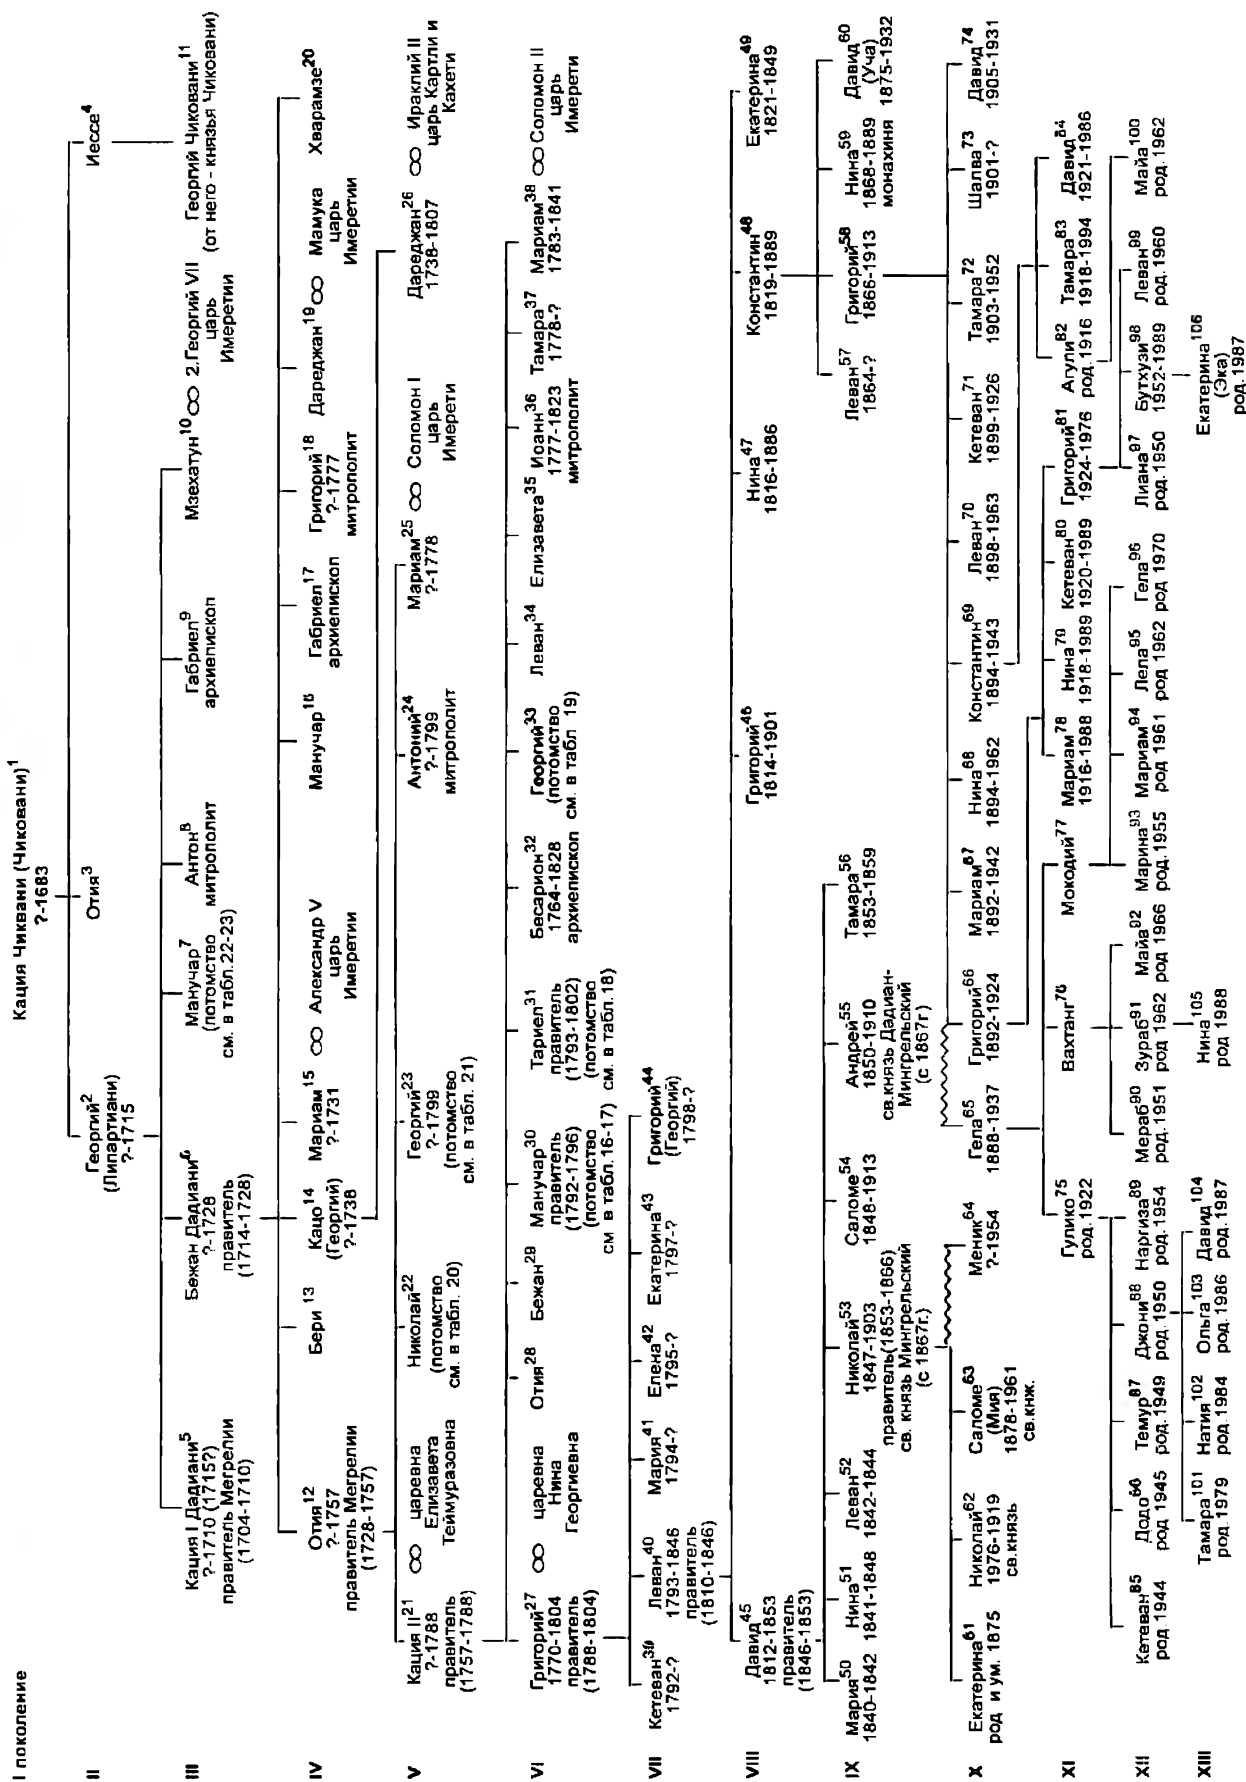 I поколение
Кация Чиквани (Чиковани)¹
?-1683
II
Георгий²
(Липартиани)
?-1715
Отия³
Иессе⁴
III
Кация I Дадиани⁵
?-1710 (1715?)
правитель Мегрелии
(1704-1710)
Бежан Дадиани⁶
?-1728
правитель
(1714-1728)
Манучар⁷
(потомство
см. в табл.22-23)
Антон⁸
митрополит
Габриел⁹
архиепископ
Мзехатун¹⁰ ∞ 2.Георгий VII
царь
Имеретии
Георгий Чиковани¹¹
(от него - князья Чиковани)
IV
Отия¹²
?-1757
правитель Мегрелии
(1728-1757)
Бери¹³
Кацо¹⁴
(Георгий)
?-1738
Мариам¹⁵ ∞ Александр V
?-1731
царь
Имеретии
Манучар¹⁶
Габриел¹⁷
архиепископ
Григорий¹⁸
?-1777
митрополит
Дареджан¹⁹ ∞ Мамука
царь
Имеретии
Хварамзе²⁰
V
Кация II²¹
?-1788
правитель
(1757-1788)
∞ царевна
Елизавета
Теймуразовна
Николай²²
(потомство
см. в табл. 20)
Георгий²³
?-1799
(потомство
см. в табл. 21)
Антоний²⁴
?-1799
митрополит
Мариам²⁵ ∞ Соломон I
?-1778
царь
Имерети
Дареджан²⁶ ∞ Ираклий II
1738-1807
царь Картли и
Кахети
VI
Григорий²⁷
1770-1804
правитель
(1788-1804)
∞ царевна
Нина
Георгиевна
Отия²⁸
Бежан²⁹
Манучар³⁰
правитель
(1792-1796)
(потомство
см в табл.16-17)
Тариел³¹
правитель
(1793-1802)
(потомство
см. в табл.18)
Бесарион³²
1764-1828
архиепископ
Георгий³³
(потомство
см. в табл 19)
Леван³⁴
Елизавета³⁵
Иоанн³⁶
1777-1823
митрополит
Тамара³⁷
1778-?
Мариам³⁸ ∞ Соломон II
1783-1841
царь
Имерети
VII
Кетеван³⁹
1792-?
Леван⁴⁰
1793-1846
правитель
(1810-1846)
Мария⁴¹
1794-?
Елена⁴²
1795-?
Екатерина⁴³
1797-?
Григорий⁴⁴
(Георгий)
1798-?
VIII
Давид⁴⁵
1812-1853
правитель
(1846-1853)
Григорий⁴⁶
1814-1901
Нина⁴⁷
1816-1886
Константин⁴⁸
1819-1889
Екатерина⁴⁹
1821-1849
IX
Мария⁵⁰
1840-1842
Нина⁵¹
1841-1848
Леван⁵²
1842-1844
Николай⁵³
1847-1903
правитель(1853-1866)
св. князь Мингрельский
(с 1867г.)
Саломе⁵⁴
1848-1913
Андрей⁵⁵
1850-1910
св.князь Дадиан-
Мингрельский
(с 1867г)
Тамара⁵⁶
1853-1859
Леван⁵⁷
1864-?
Григорий⁵⁸
1866-1913
Нина⁵⁹
1868-1889
монахиня
Давид⁶⁰
(Уча)
1875-1932
X
Екатерина⁶¹
род и ум. 1875
Николай⁶²
1976-1919
св.князь
Саломе⁶³
(Мия)
1878-1961
св.княж.
Меник⁶⁴
?-1954
Гела⁶⁵
1888-1937
Григорий⁶⁶
1892-1924
Мариам⁶⁷
1892-1942
Нина⁶⁸
1894-1962
Константин⁶⁹
1894-1943
Леван⁷⁰
1898-1963
Кетеван⁷¹
1899-1926
Тамара⁷²
1903-1952
Шалва⁷³
1901-?
Давид⁷⁴
1905-1931
XI
Гулико⁷⁵
род.1922
Вахтанг⁷⁶
Мокодий⁷⁷
Мариам⁷⁸
1916-1988
Нина⁷⁰
1918-1989
Кетеван⁸⁰
1920-1989
Григорий⁸¹
1924-1976
Агули⁸²
род.1916
Тамара⁸³
1918-1994
Давид⁸⁴
1921-1986
XII
Кетеван⁸⁵
род 1944
Додо⁸⁶
род 1945
Темур⁸⁷
род.1949
Джони⁸⁸
род.1950
Наргиза⁸⁹
род.1954
Мераб⁹⁰
род.1951
Зураб⁹¹
род 1962
Майа⁹²
род 1966
Марина⁹³
род.1955
Мариам⁹⁴
род 1961
Лела⁹⁵
род 1962
Гела⁹⁶
род 1970
Лиана⁹⁷
род.1950
Бутхузи⁹⁸
1952-1989
Леван⁹⁹
род.1960
Майа¹⁰⁰
род.1962
XIII
Тамара¹⁰¹
род.1979
Натия¹⁰²
род.1984
Ольга¹⁰³
род.1986
Давид¹⁰⁴
род.1987
Нина¹⁰⁵
род 1988
Екатерина¹⁰⁶
(Эка)
род.1987